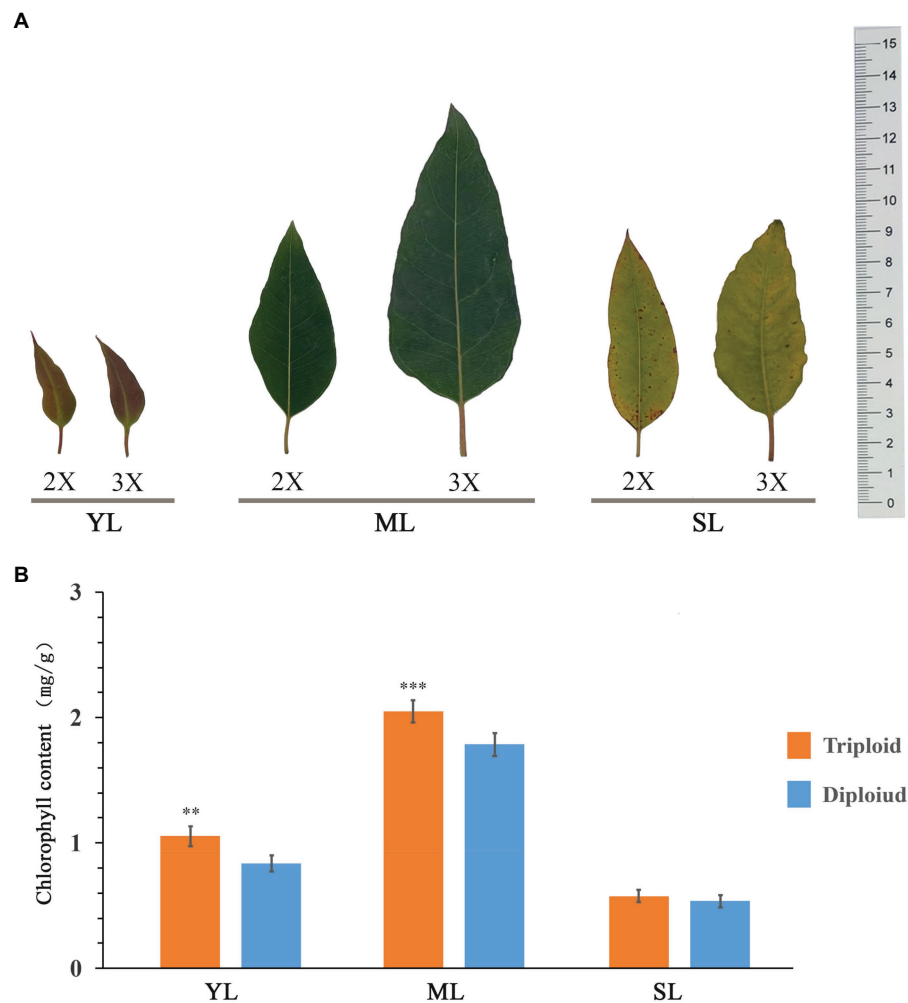 A
15
14
13
12
11
10
9
8
7
6
5
4
3
2
1
0
2X 3X 2X 3X 2X 3X
YL ML SL
B
Chlorophyll content (mg/g)
3
2
1
0
** 
***
Triploid
Diploiud
YL ML SL